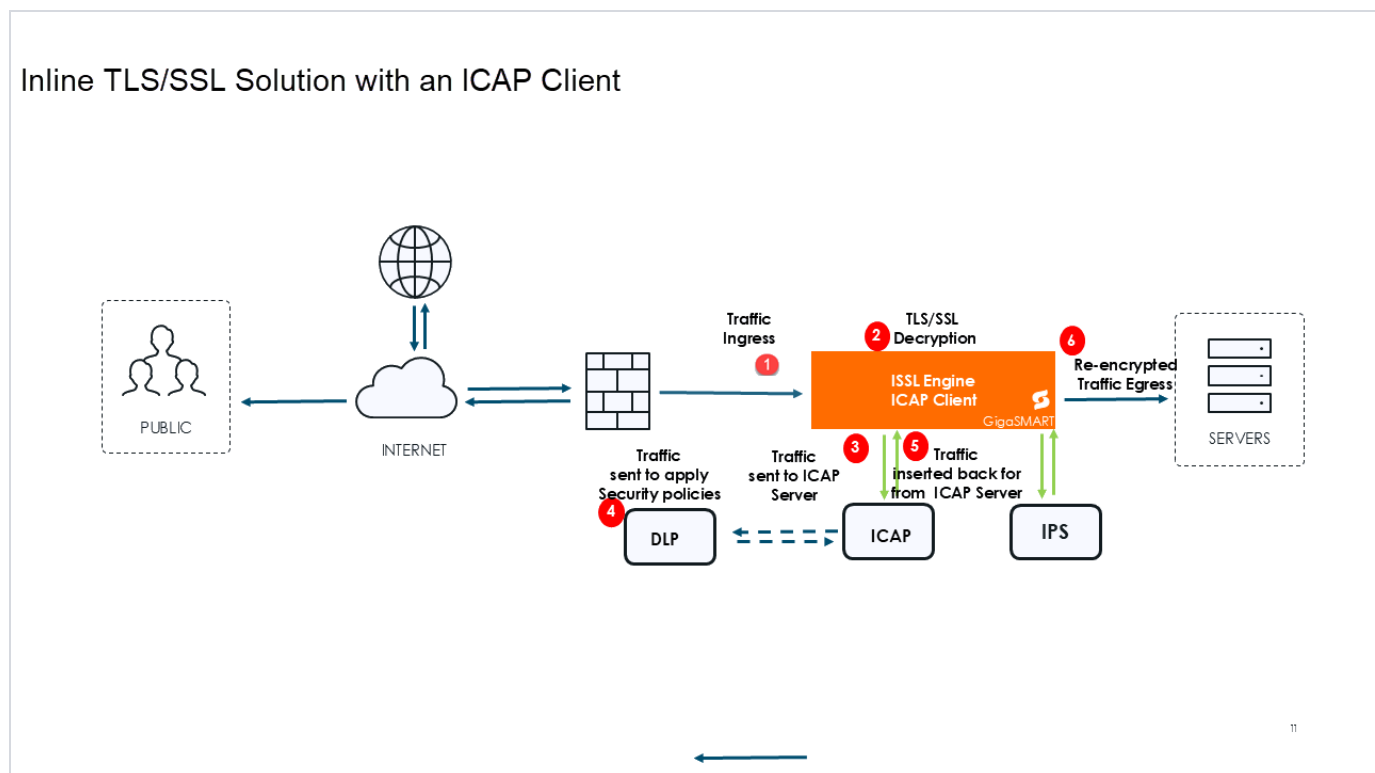 Inline TLS/SSL Solution with an ICAP Client
Traffic
Ingress
1
2
TLS/SSL
Decryption
6
Re-encrypted
Traffic Egress
ISSL Engine
ICAP Client
GigaSMART
PUBLIC
INTERNET
SERVERS
3
5
Traffic
sent to apply
Security policies
Traffic
sent to ICAP
Server
Traffic
inserted back for
from ICAP Server
4
DLP
ICAP
IPS
11